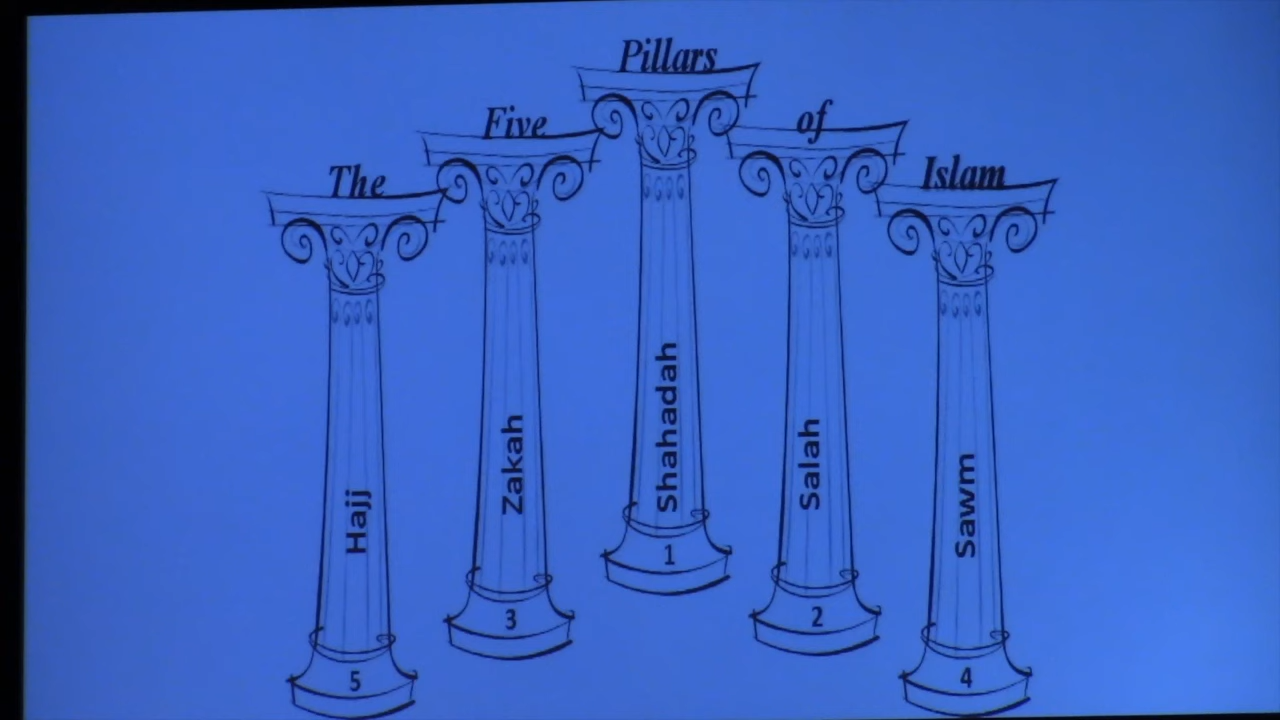 The Five Pillars of Islam
Hajj
Zakah
Shahadah
Salah
Sawm
5
3
1
2
4